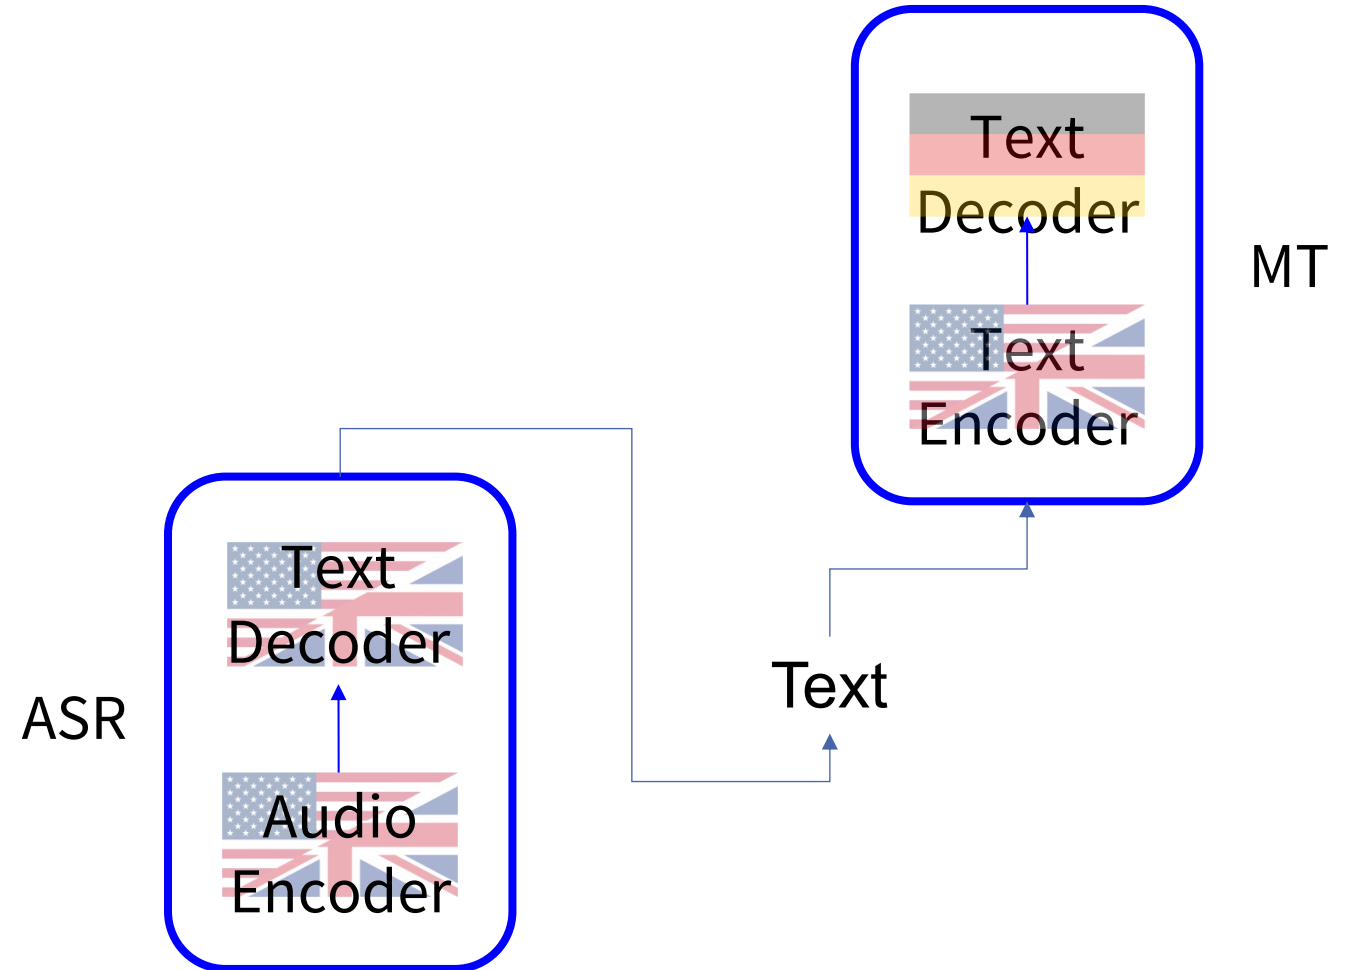 Text
Decoder
MT
Text
Encoder
Text
Decoder
Text
ASR
Audio
Encoder